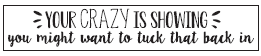 YOUR CRAZY IS SHOWING
you might want to tuck that back in